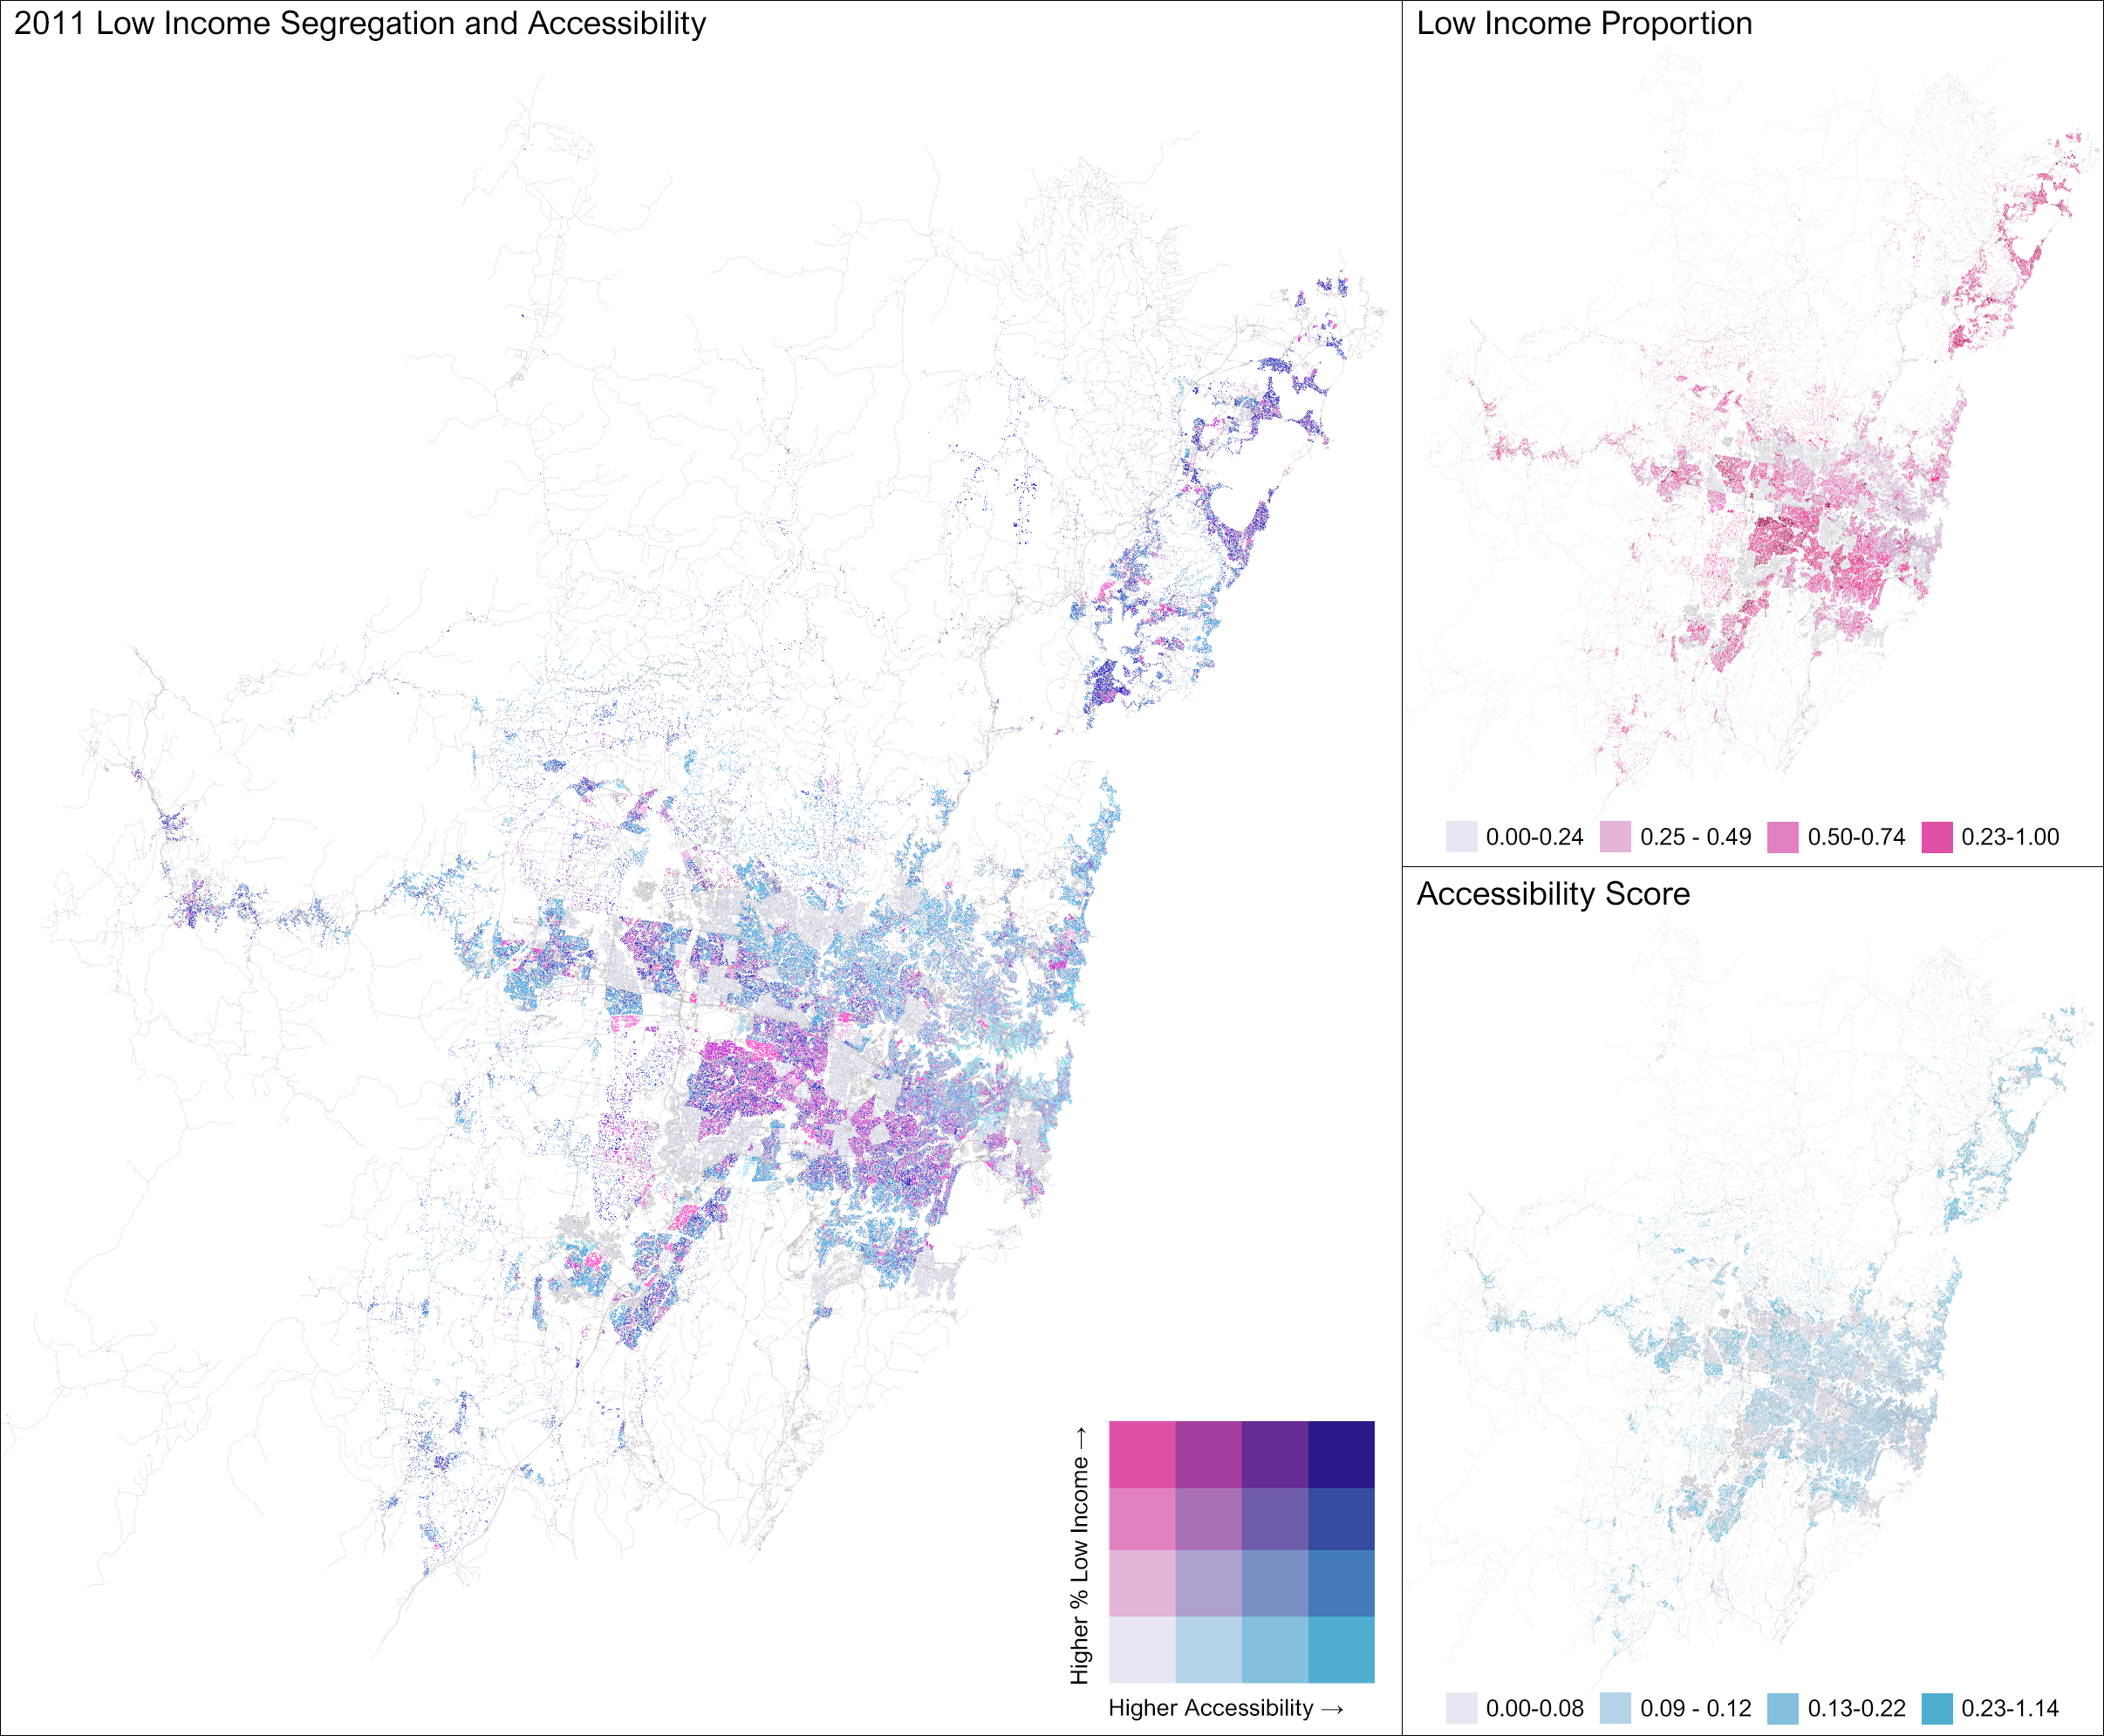 2011 Low Income Segregation and Accessibility
Higher % Low Income →
Higher Accessibility →
Low Income Proportion
0.00-0.24 0.25 - 0.49 0.50-0.74 0.23-1.00
Accessibility Score
0.00-0.08 0.09 - 0.12 0.13-0.22 0.23-1.14